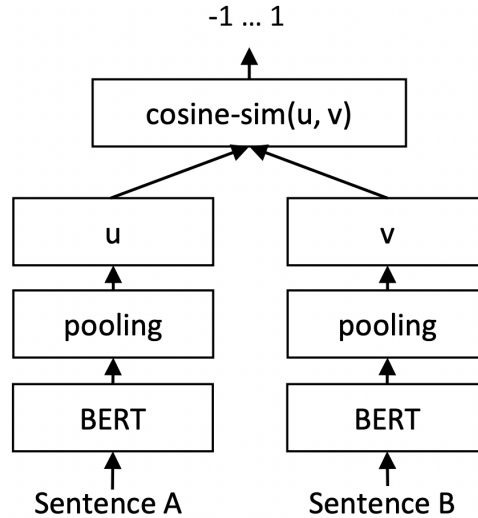 -1 … 1
cosine-sim(u, v)
u
v
pooling
pooling
BERT
BERT
Sentence A
Sentence B